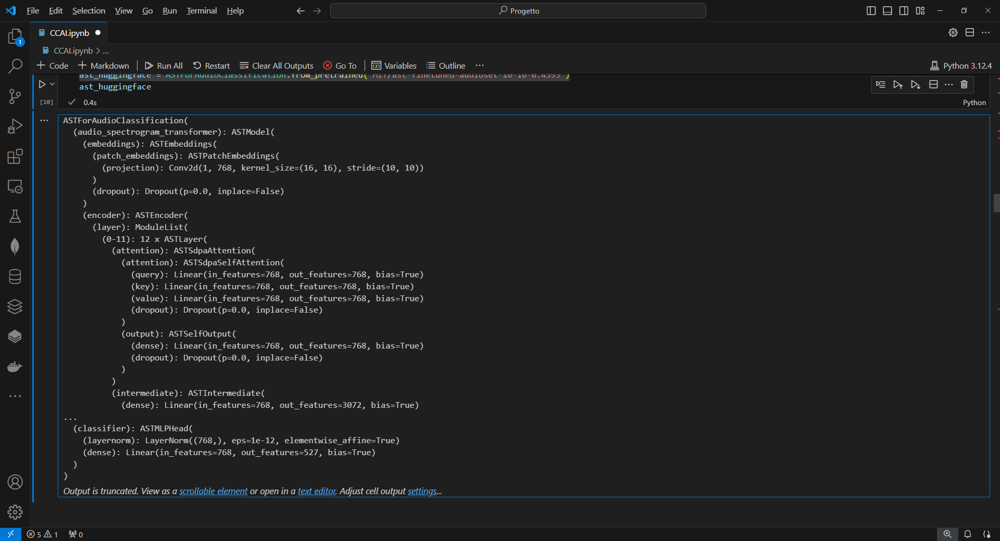 File Edit Selection View Go Run Terminal Help
Progetto
1
CCAI.ipynb
CCAI.ipynb > ...
Code Markdown Run All Restart Clear All Outputs Go To Variables Outline ... Python 3.12.4
ast_huggingface = ASTForAudioClassification.from_pretrained("MIT/ast-finetuned-audioset-10-10-0.4593")
ast_huggingface
[10] 0.4s Python
ASTForAudioClassification(
(audio_spectrogram_transformer): ASTModel(
(embeddings): ASTEmbeddings(
(patch_embeddings): ASTPatchEmbeddings(
(projection): Conv2d(1, 768, kernel_size=(16, 16), stride=(10, 10))
)
(dropout): Dropout(p=0.0, inplace=False)
)
(encoder): ASTEncoder(
(layer): ModuleList(
(0-11): 12 x ASTLayer(
(attention): ASTSdpaAttention(
(attention): ASTSdpaSelfAttention(
(query): Linear(in_features=768, out_features=768, bias=True)
(key): Linear(in_features=768, out_features=768, bias=True)
(value): Linear(in_features=768, out_features=768, bias=True)
(dropout): Dropout(p=0.0, inplace=False)
)
(output): ASTSelfOutput(
(dense): Linear(in_features=768, out_features=768, bias=True)
(dropout): Dropout(p=0.0, inplace=False)
)
)
(intermediate): ASTIntermediate(
(dense): Linear(in_features=768, out_features=3072, bias=True)
...
(classifier): ASTMLPHead(
(layernorm): LayerNorm((768,), eps=1e-12, elementwise_affine=True)
(dense): Linear(in_features=768, out_features=527, bias=True)
)
)
Output is truncated. View as a scrollable element or open in a text editor. Adjust cell output settings...
5 1 0